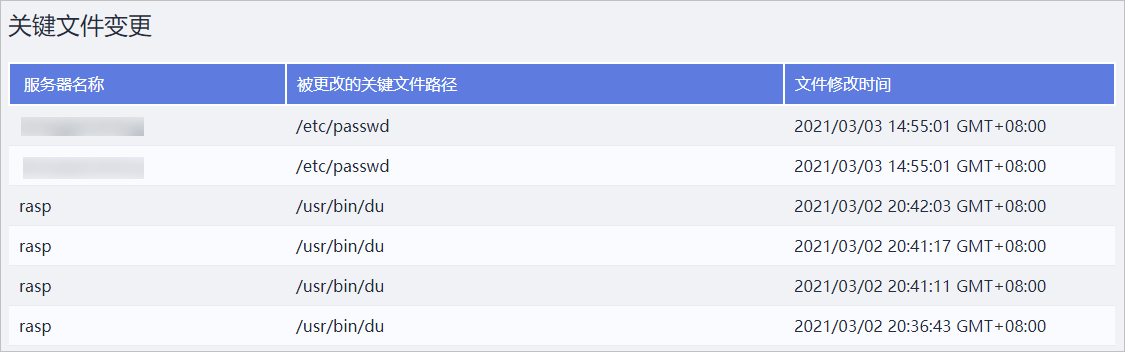 关键文件变更
服务器名称 被更改的关键文件路径 文件修改时间
/etc/passwd 2021/03/03 14:55:01 GMT+08:00
/etc/passwd 2021/03/03 14:55:01 GMT+08:00
rasp /usr/bin/du 2021/03/02 20:42:03 GMT+08:00
rasp /usr/bin/du 2021/03/02 20:41:17 GMT+08:00
rasp /usr/bin/du 2021/03/02 20:41:11 GMT+08:00
rasp /usr/bin/du 2021/03/02 20:36:43 GMT+08:00